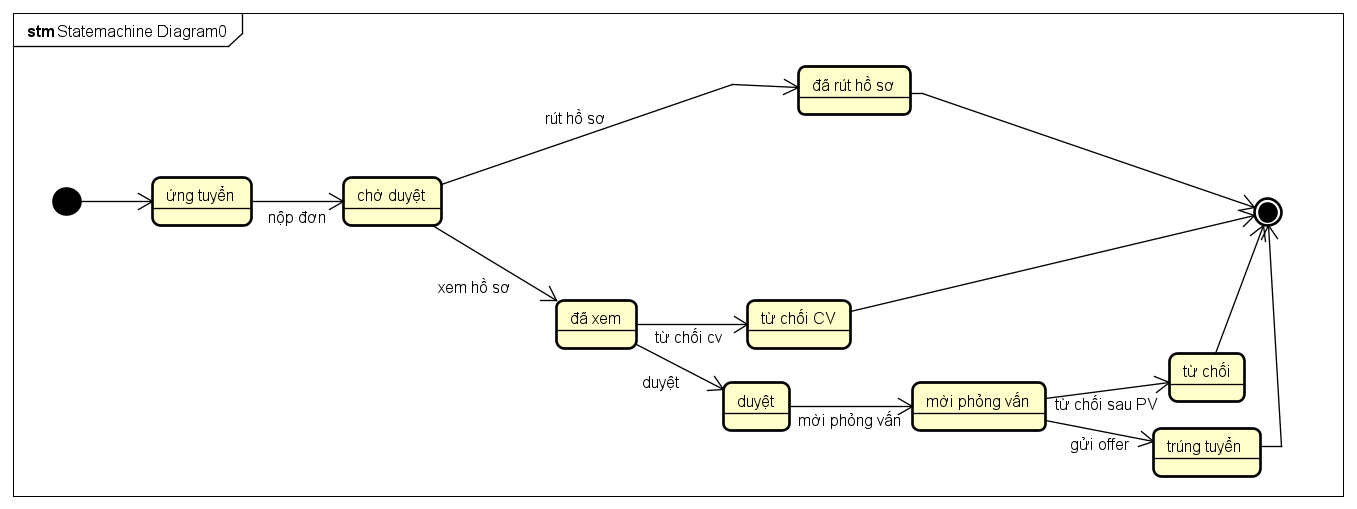 stm Statemachine Diagram0
đã rút hồ sơ
rút hồ sơ
ứng tuyển
nộp đơn
chờ duyệt
xem hồ sơ
đã xem
từ chối cv
từ chối CV
duyệt
duyệt
mời phỏng vấn
mời phỏng vấn
từ chối sau PV
từ chối
gửi offer
trúng tuyển